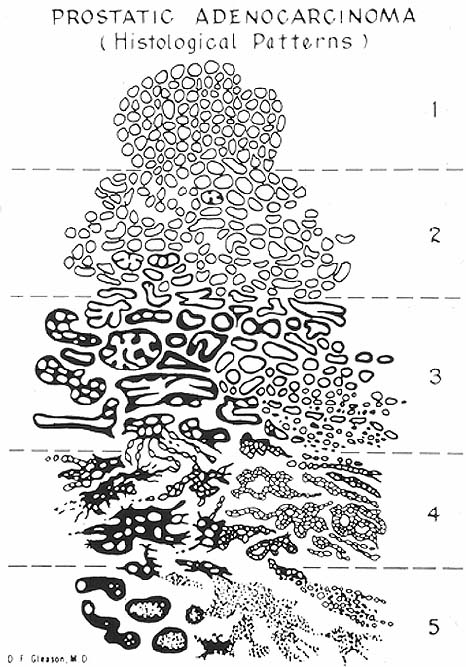 PROSTATIC ADENOCARCINOMA
(Histological Patterns)
1
2
3
4
5
D F Gleason, M D